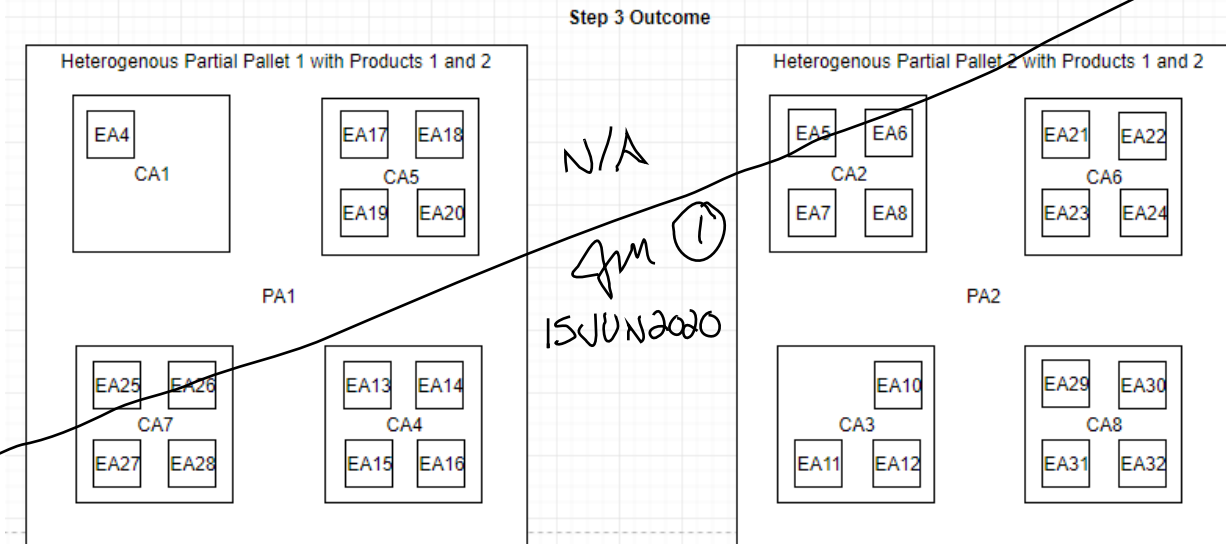 Step 3 Outcome
Heterogenous Partial Pallet 1 with Products 1 and 2
EA4
CA1
EA17 EA18
CA5
EA19 EA20
PA1
EA25 EA26
CA7
EA27 EA28
EA13 EA14
CA4
EA15 EA16
N/A
1
15JUN2020
Heterogenous Partial Pallet 2 with Products 1 and 2
EA5 EA6
CA2
EA7 EA8
EA21 EA22
CA6
EA23 EA24
PA2
EA10
CA3
EA11 EA12
EA29 EA30
CA8
EA31 EA32